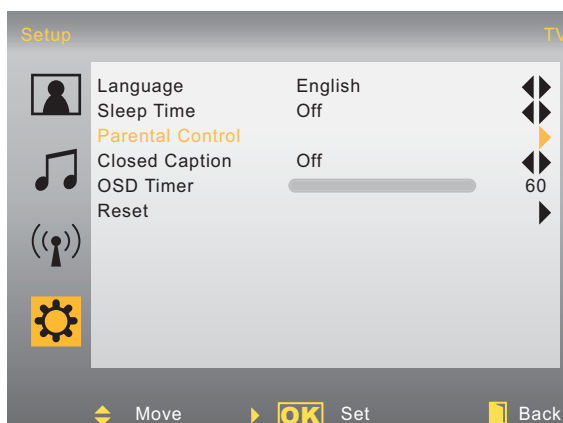 Setup TV
Language English
Sleep Time Off
Parental Control
Closed Caption Off
OSD Timer 60
Reset
Move OK Set Back